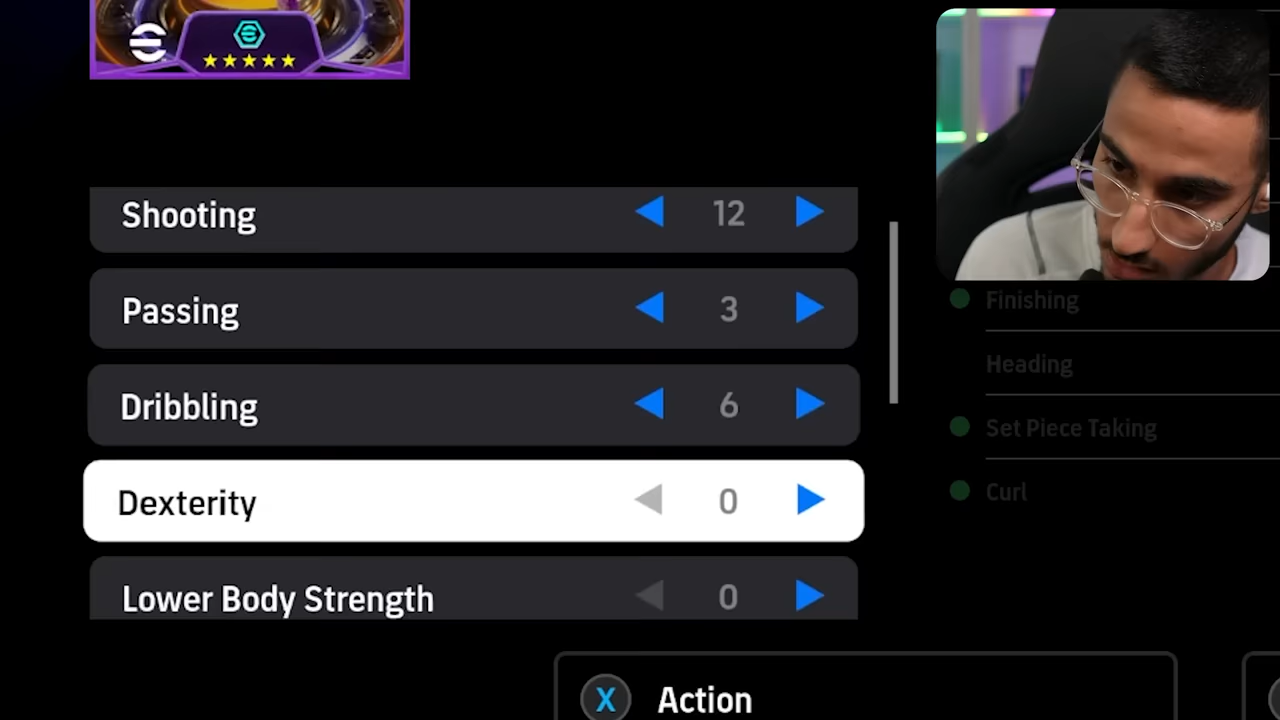 Shooting 12
Passing 3
Dribbling 6
Dexterity 0
Lower Body Strength 0
Finishing
Heading
Set Piece Taking
Curl
X Action